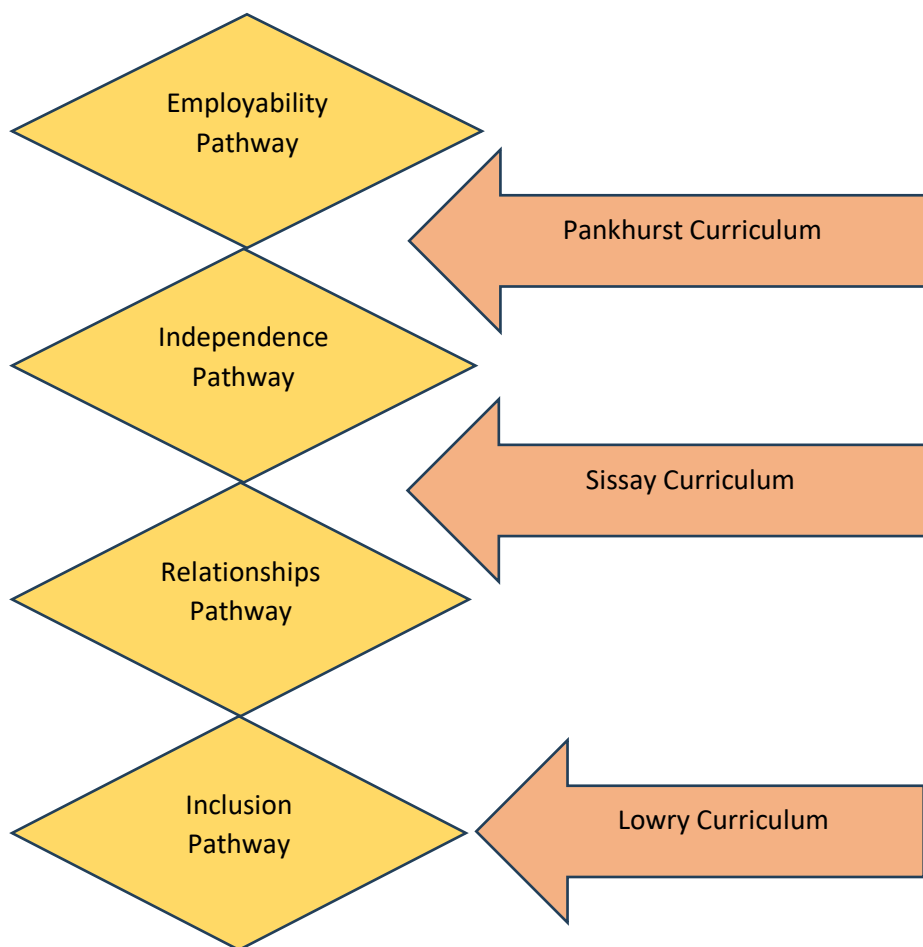 Employability
Pathway
Pankhurst Curriculum
Independence
Pathway
Sissay Curriculum
Relationships
Pathway
Inclusion
Pathway
Lowry Curriculum